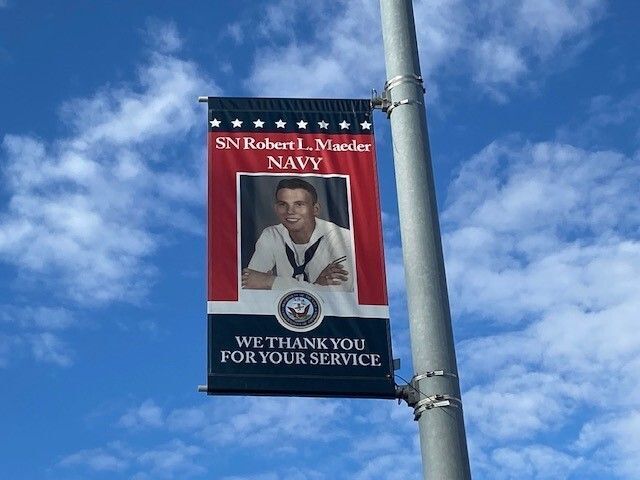 SN Robert L. Maeder
NAVY
WE THANK YOU
FOR YOUR SERVICE